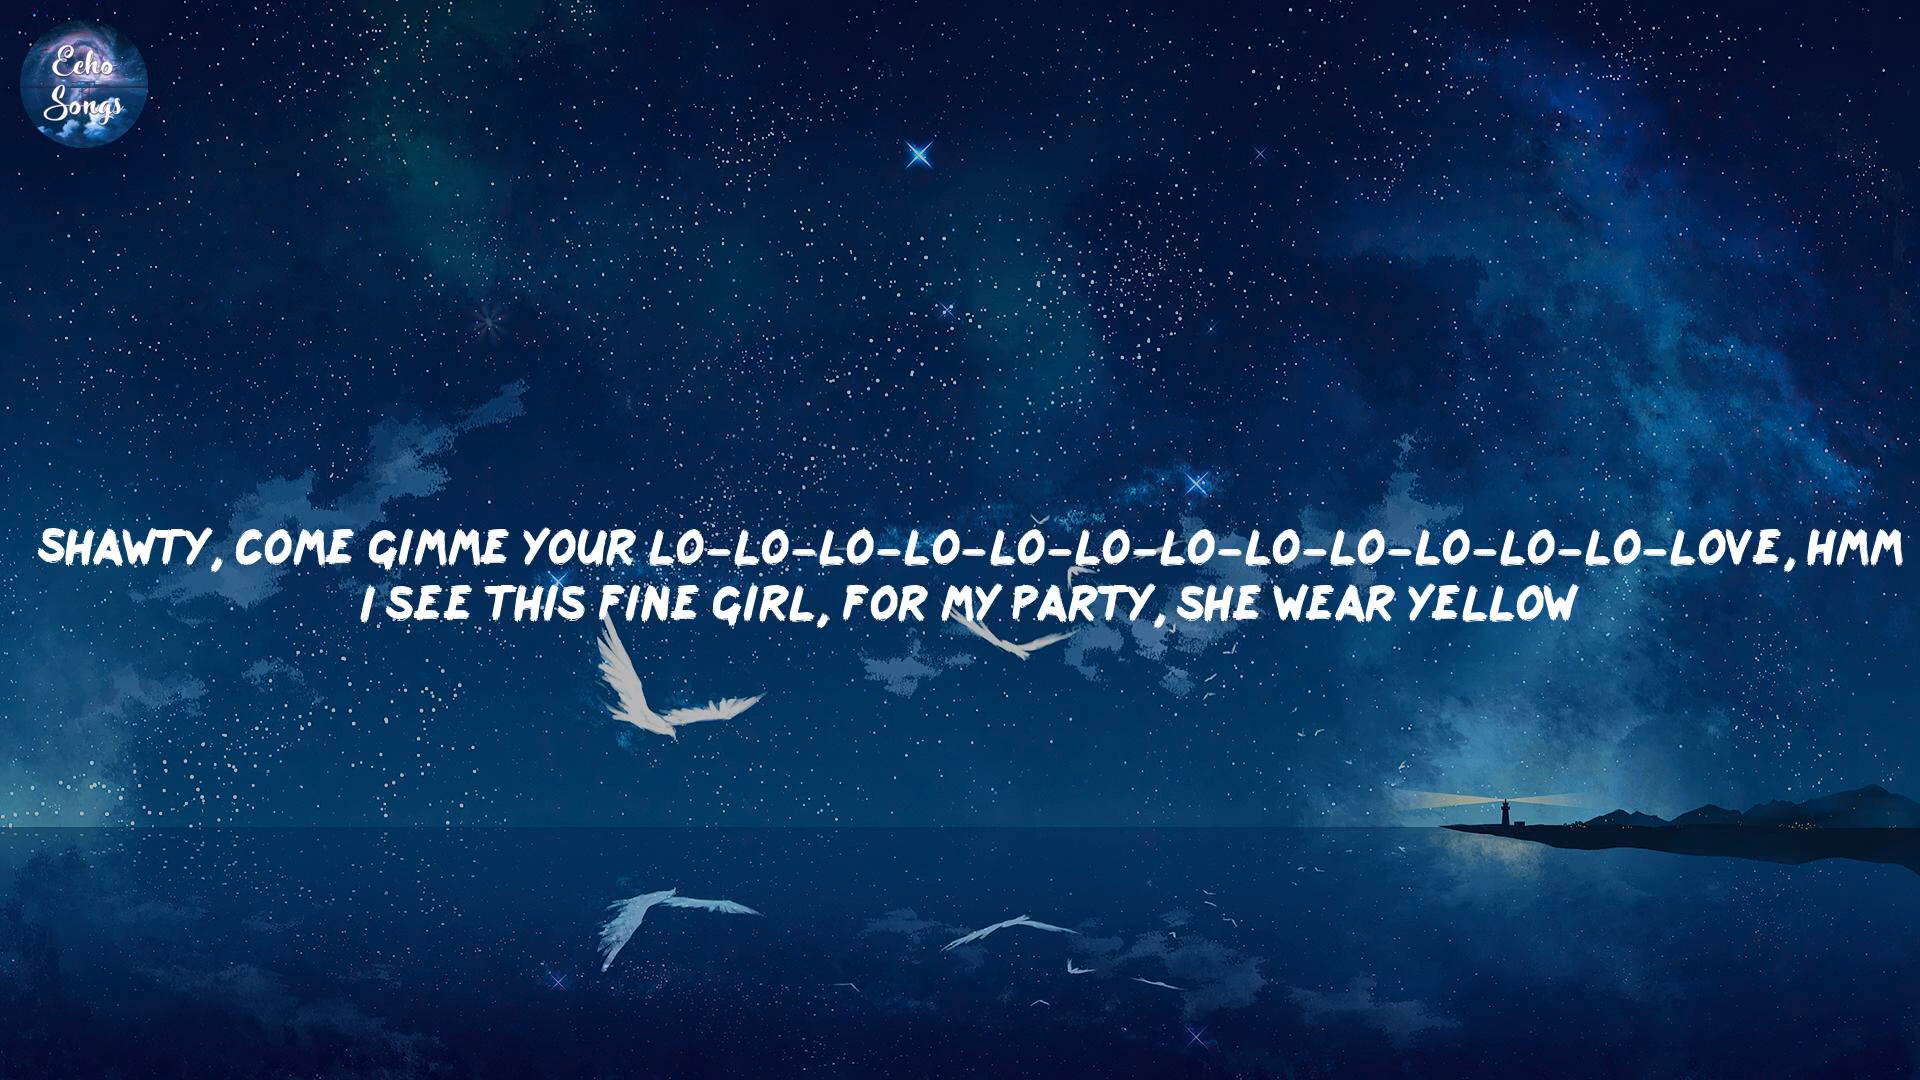 Echo
Songs
SHAWTY, COME GIMME YOUR LO-LO-LO-LO-LO-LO-LO-LO-LO-LO-LO-LO-LOVE, HMM
I SEE THIS FINE GIRL, FOR MY PARTY, SHE WEAR YELLOW